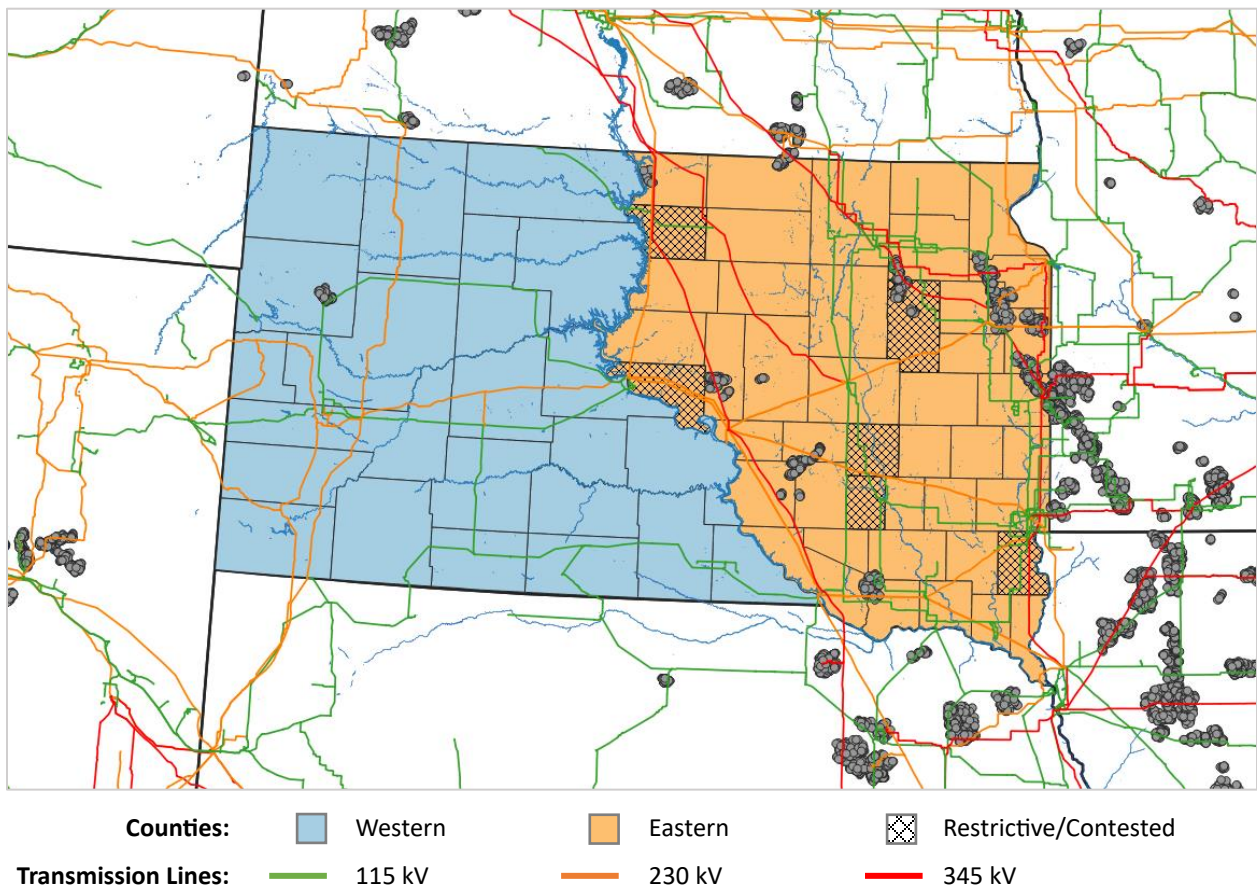 Counties: Western Eastern Restrictive/Contested
Transmission Lines: 115 kV 230 kV 345 kV